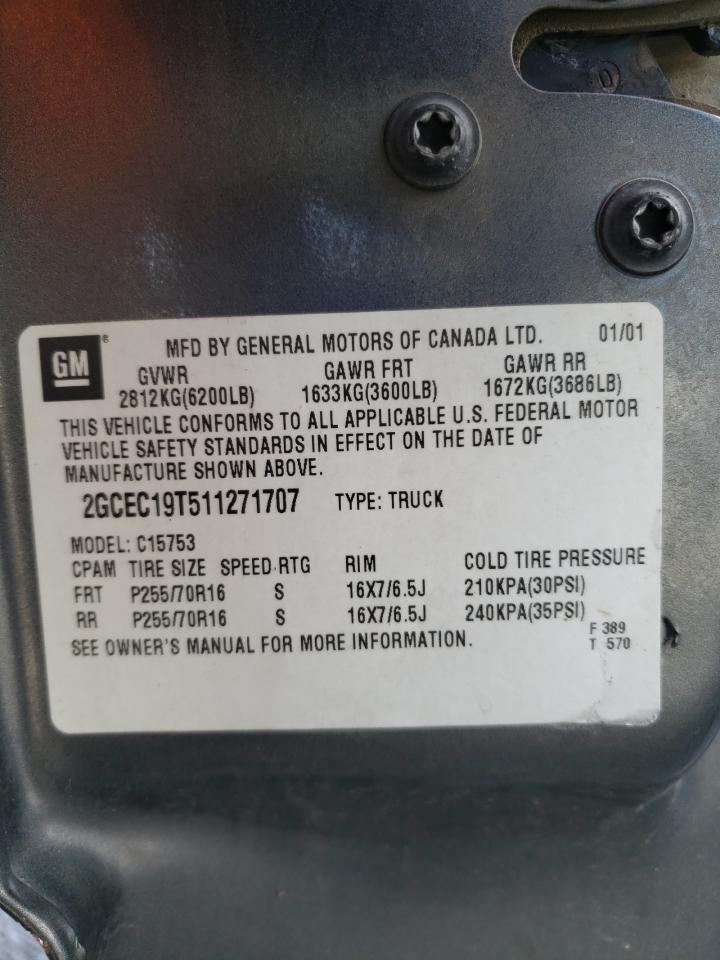 GM®
MFD BY GENERAL MOTORS OF CANADA LTD. 01/01
GVWR GAWR FRT GAWR RR
2812KG(6200LB) 1633KG(3600LB) 1672KG(3686LB)
THIS VEHICLE CONFORMS TO ALL APPLICABLE U.S. FEDERAL MOTOR
VEHICLE SAFETY STANDARDS IN EFFECT ON THE DATE OF
MANUFACTURE SHOWN ABOVE.
2GCEC19T511271707 TYPE: TRUCK
MODEL: C15753
CPAM TIRE SIZE SPEED RTG RIM COLD TIRE PRESSURE
FRT P255/70R16 S 16X7/6.5J 210KPA(30PSI)
RR P255/70R16 S 16X7/6.5J 240KPA(35PSI)
SEE OWNER'S MANUAL FOR MORE INFORMATION.
F 389
T 570
D